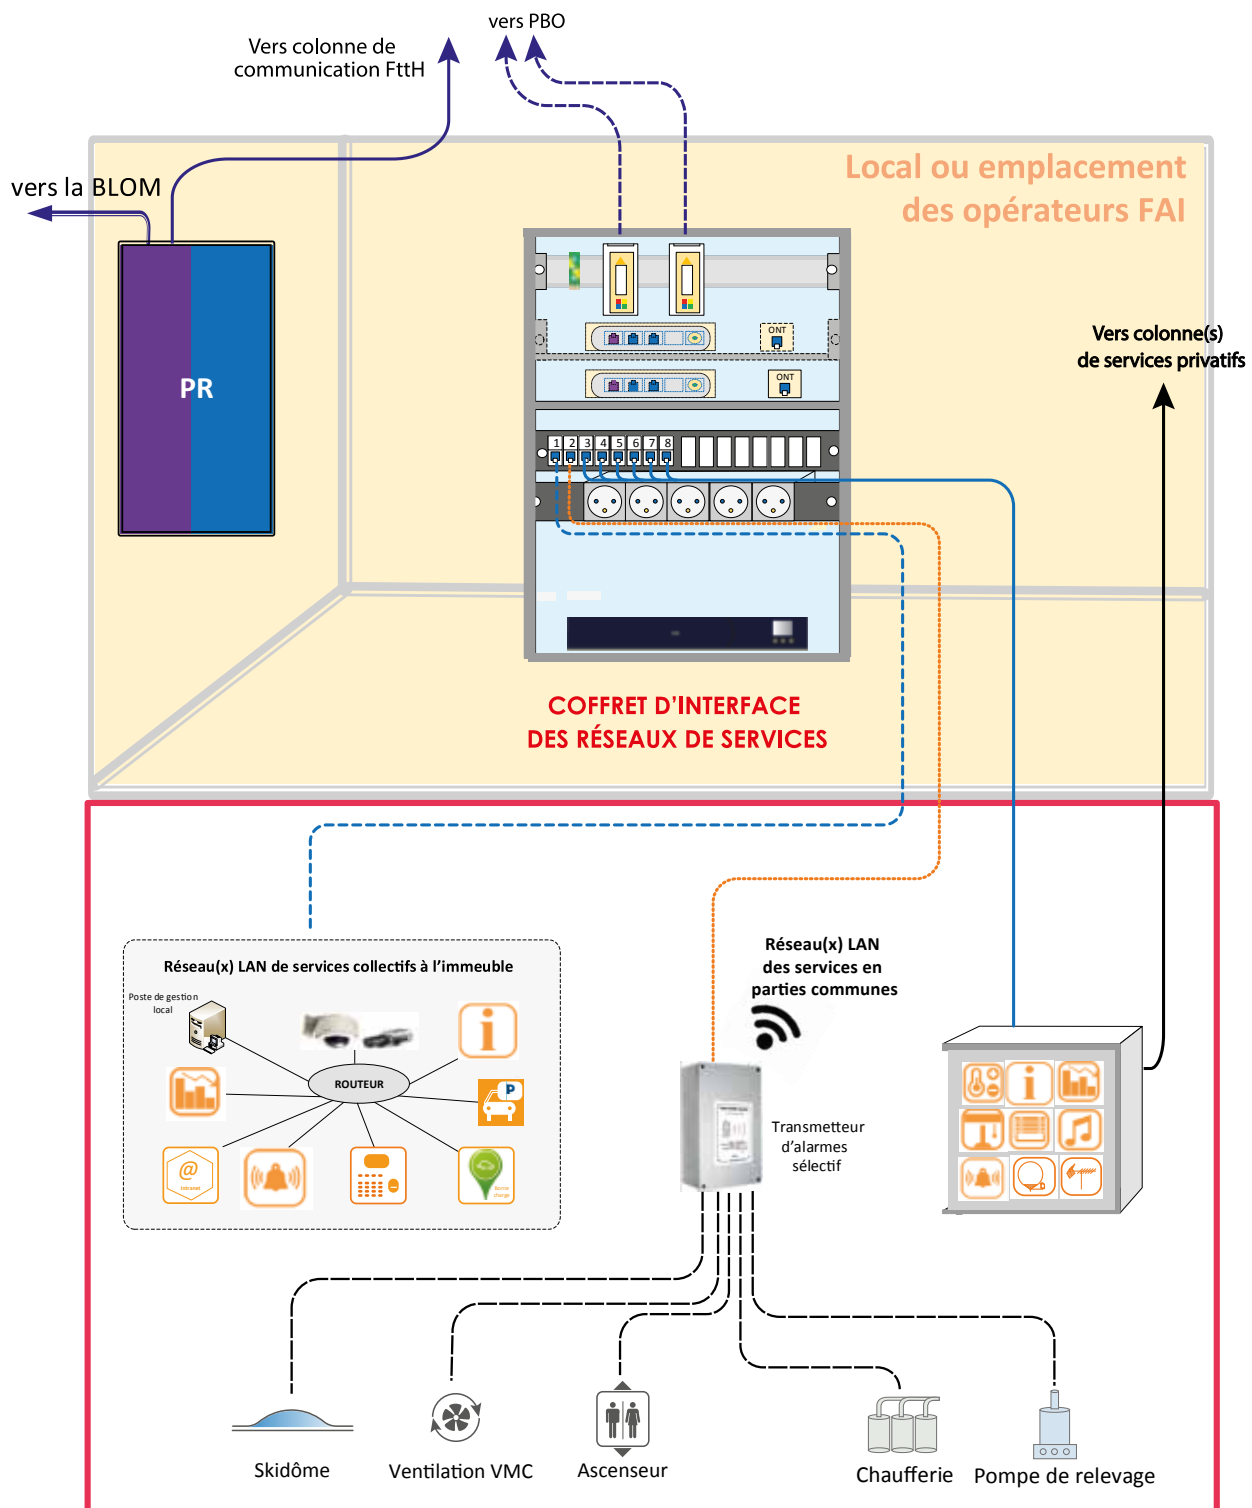 vers PBO
Vers colonne de
communication FttH
vers la BLOM
Local ou emplacement
des opérateurs FAI
PR
ONT
ONT
Vers colonne(s)
de services privatifs
1 2 3 4 5 6 7 8
COFFRET D'INTERFACE
DES RÉSEAUX DE SERVICES
Réseau(x) LAN de services collectifs à l'immeuble
Poste de gestion
local
ROUTEUR
P
@
Intranet
Borne
charge
Réseau(x) LAN
des services en
parties communes
Transmetteur
d'alarmes
sélectif
Skidôme
Ventilation VMC
Ascenseur
Chaufferie
Pompe de relevage